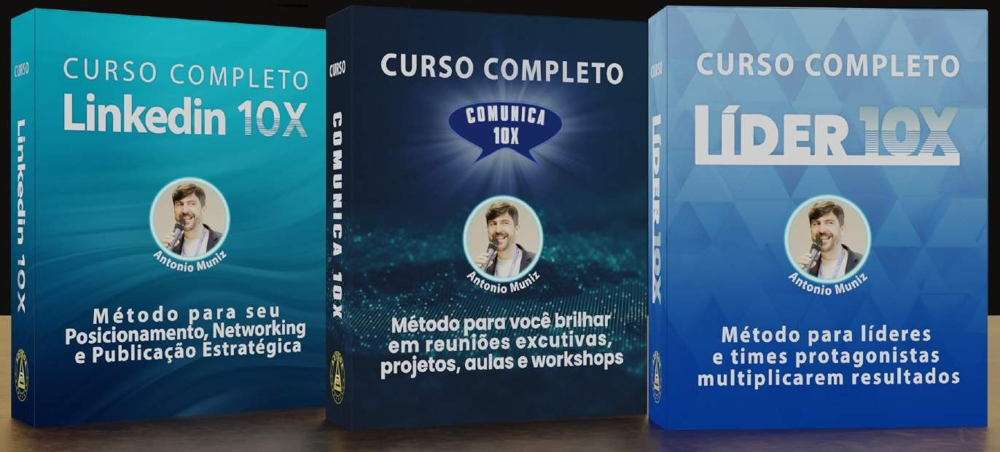 CURSO
Linkedin 10X
CURSO COMPLETO
Linkedin 10X
Antonio Muniz
Método para seu
Posicionamento, Networking
e Publicação Estratégica
CURSO
COMUNICA 10X
CURSO COMPLETO
COMUNICA
10X
Antonio Muniz
Método para você brilhar
em reuniões excutivas,
projetos, aulas e workshops
CURSO
LÍDER 10X
CURSO COMPLETO
LÍDER 10X
Antonio Muniz
Método para líderes
e times protagonistas
multiplicarem resultados